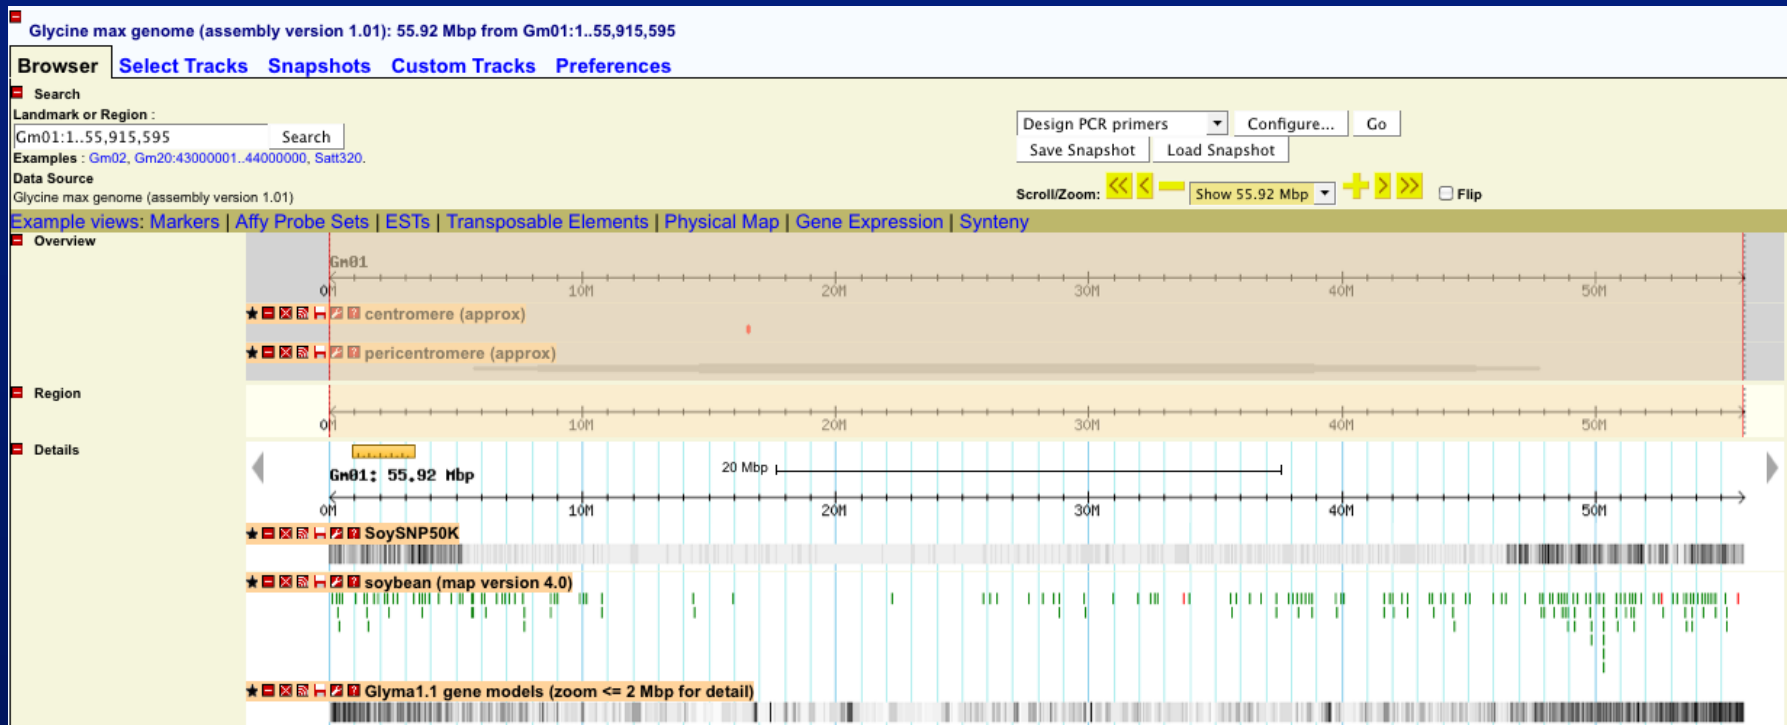 Glycine max genome (assembly version 1.01): 55.92 Mbp from Gm01:1..55,915,595
Browser Select Tracks Snapshots Custom Tracks Preferences
Search
Landmark or Region :
Gm01:1..55,915,595 Search
Examples : Gm02, Gm20:43000001..44000000, Satt320.
Data Source
Glycine max genome (assembly version 1.01)
Design PCR primers Configure... Go
Save Snapshot Load Snapshot
Scroll/Zoom: Show 55.92 Mbp Flip
Example views: Markers | Affy Probe Sets | ESTs | Transposable Elements | Physical Map | Gene Expression | Synteny
Overview
Gm01
0M 10M 20M 30M 40M 50M
centromere (approx)
pericentromere (approx)
Region
0M 10M 20M 30M 40M 50M
Details
20 Mbp
Gm01: 55.92 Mbp
0M 10M 20M 30M 40M 50M
SoySNP50K
soybean (map version 4.0)
Glyma1.1 gene models (zoom <= 2 Mbp for detail)